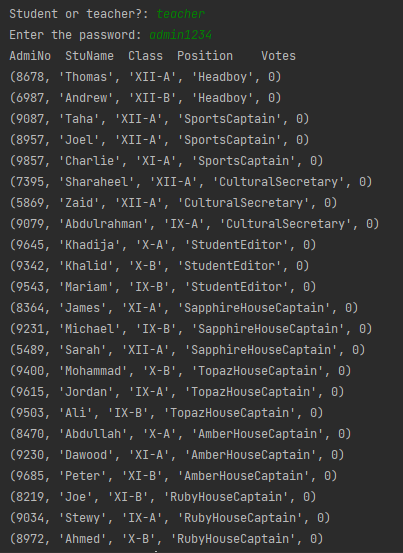 Student or teacher?: teacher
Enter the password: admin1234
AdmiNo  StuName  Class  Position    Votes
(8678, 'Thomas', 'XII-A', 'Headboy', 0)
(6987, 'Andrew', 'XII-B', 'Headboy', 0)
(9087, 'Taha', 'XII-A', 'SportsCaptain', 0)
(8957, 'Joel', 'XII-A', 'SportsCaptain', 0)
(9857, 'Charlie', 'XI-A', 'SportsCaptain', 0)
(7395, 'Sharaheel', 'XII-A', 'CulturalSecretary', 0)
(5869, 'Zaid', 'XII-A', 'CulturalSecretary', 0)
(9079, 'Abdulrahman', 'IX-A', 'CulturalSecretary', 0)
(9645, 'Khadija', 'X-A', 'StudentEditor', 0)
(9342, 'Khalid', 'X-B', 'StudentEditor', 0)
(9543, 'Mariam', 'IX-B', 'StudentEditor', 0)
(8364, 'James', 'XI-A', 'SapphireHouseCaptain', 0)
(9231, 'Michael', 'IX-B', 'SapphireHouseCaptain', 0)
(5489, 'Sarah', 'XII-A', 'SapphireHouseCaptain', 0)
(9400, 'Mohammad', 'X-B', 'TopazHouseCaptain', 0)
(9615, 'Jordan', 'IX-A', 'TopazHouseCaptain', 0)
(9503, 'Ali', 'IX-B', 'TopazHouseCaptain', 0)
(8470, 'Abdullah', 'X-A', 'AmberHouseCaptain', 0)
(9230, 'Dawood', 'XI-A', 'AmberHouseCaptain', 0)
(9685, 'Peter', 'XI-B', 'AmberHouseCaptain', 0)
(8219, 'Joe', 'XI-B', 'RubyHouseCaptain', 0)
(9034, 'Stewy', 'IX-A', 'RubyHouseCaptain', 0)
(8972, 'Ahmed', 'X-B', 'RubyHouseCaptain', 0)